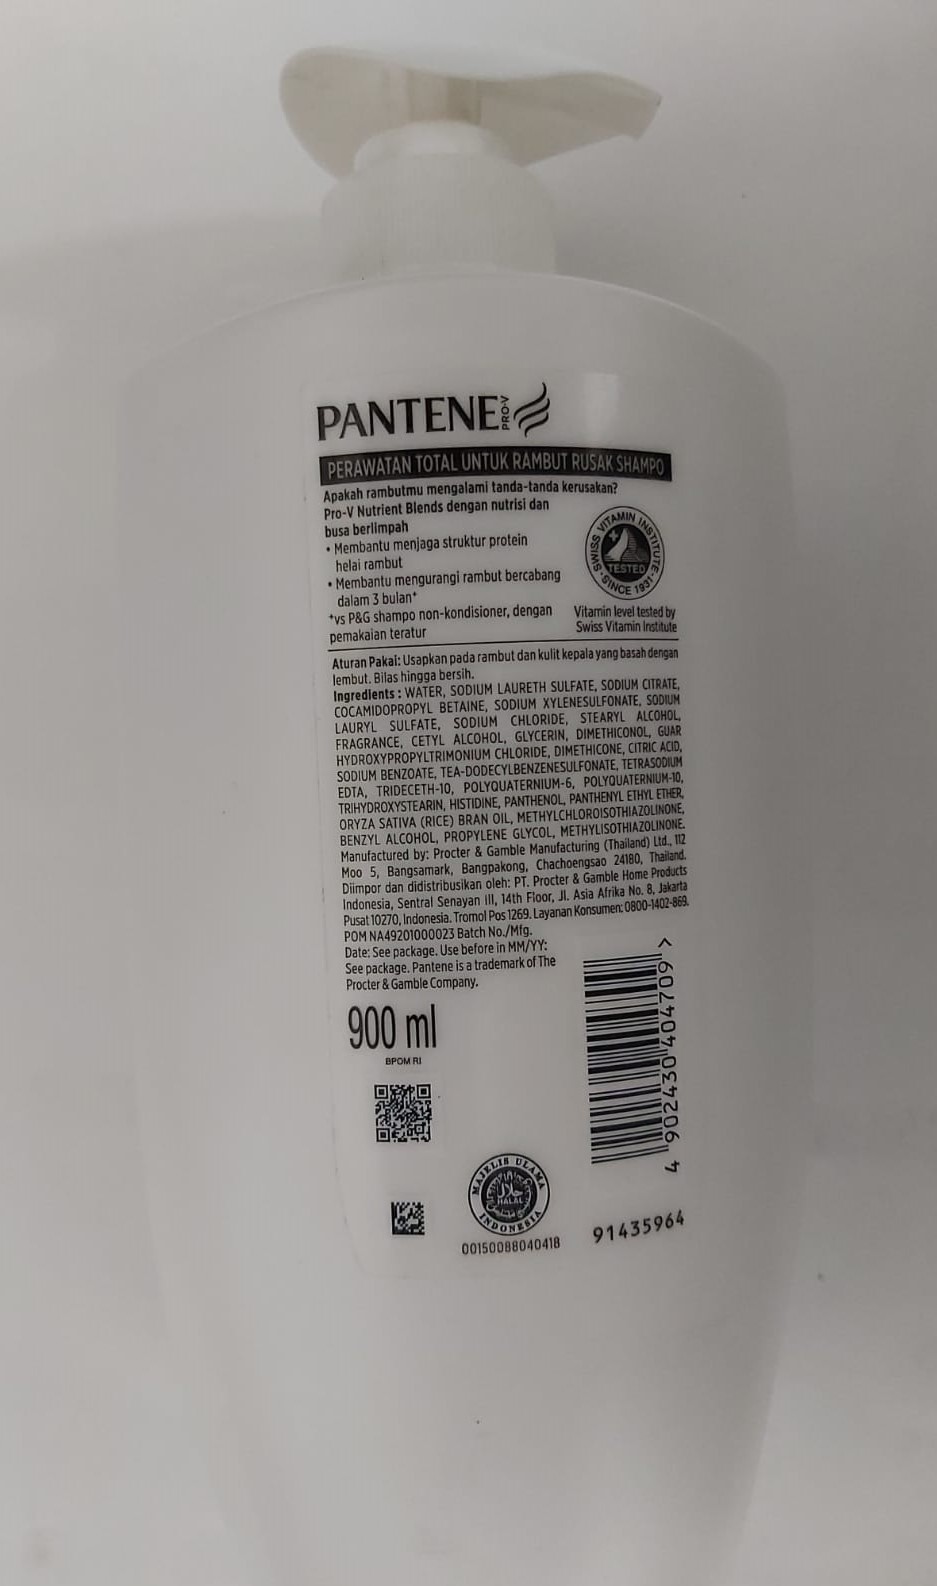 PANTENE PRO-V
PERAWATAN TOTAL UNTUK RAMBUT RUSAK SHAMPO
Apakah rambutmu mengalami tanda-tanda kerusakan?
Pro-V Nutrient Blends dengan nutrisi dan
busa berlimpah
• Membantu menjaga struktur protein
helai rambut
• Membantu mengurangi rambut bercabang
dalam 3 bulan*
*vs P&G shampo non-kondisioner, dengan
pemakaian teratur
SWISS VITAMIN INSTITUTE
TESTED
SINCE 1931
Vitamin level tested by
Swiss Vitamin Institute
Aturan Pakai: Usapkan pada rambut dan kulit kepala yang basah dengan
lembut. Bilas hingga bersih.
Ingredients : WATER, SODIUM LAURETH SULFATE, SODIUM CITRATE,
COCAMIDOPROPYL BETAINE, SODIUM XYLENESULFONATE, SODIUM
LAURYL SULFATE, SODIUM CHLORIDE, STEARYL ALCOHOL,
FRAGRANCE, CETYL ALCOHOL, GLYCERIN, DIMETHICONOL, GUAR
HYDROXYPROPYLTRIMONIUM CHLORIDE, DIMETHICONE, CITRIC ACID,
SODIUM BENZOATE, TEA-DODECYLBENZENESULFONATE, TETRASODIUM
EDTA, TRIDECETH-10, POLYQUATERNIUM-6, POLYQUATERNIUM-10,
TRIHYDROXYSTEARIN, HISTIDINE, PANTHENOL, PANTHENYL ETHYL ETHER,
ORYZA SATIVA (RICE) BRAN OIL, METHYLCHLOROISOTHIAZOLINONE,
BENZYL ALCOHOL, PROPYLENE GLYCOL, METHYLISOTHIAZOLINONE.
Manufactured by: Procter & Gamble Manufacturing (Thailand) Ltd., 112
Moo 5, Bangsamark, Bangpakong, Chachoengsao 24180, Thailand.
Diimpor dan didistribusikan oleh: PT. Procter & Gamble Home Products
Indonesia, Sentral Senayan III, 14th Floor, Jl. Asia Afrika No. 8, Jakarta
Pusat 10270, Indonesia. Tromol Pos 1269. Layanan Konsumen: 0800-1402-869.
POM NA49201000023 Batch No./Mfg.
Date: See package. Use before in MM/YY:
See package. Pantene is a trademark of The
Procter & Gamble Company.
900 ml
BPOM RI
4 902430 404709 >
MAJELIS ULAMA
HALAL
INDONESIA
00150088040418
91435964